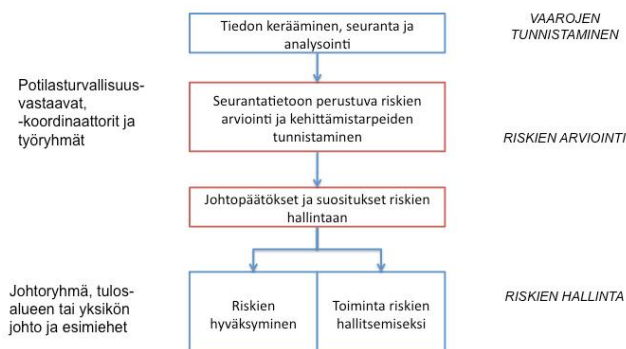 Tiedon kerääminen, seuranta ja
analysointi
VAAROJEN
TUNNISTAMINEN
Potilasturvallisuus-
vastaavat,
-koordinaattorit ja
työryhmät
Seurantatietoon perustuva riskien
arviointi ja kehittämistarpeiden
tunnistaminen
RISKIEN ARVIOINTI
Johtopäätökset ja suositukset riskien
hallintaan
Johtoryhmä, tulos-
alueen tai yksikön
johto ja esimiehet
Riskien
hyväksyminen
Toiminta riskien
hallitsemiseksi
RISKIEN HALLINTA